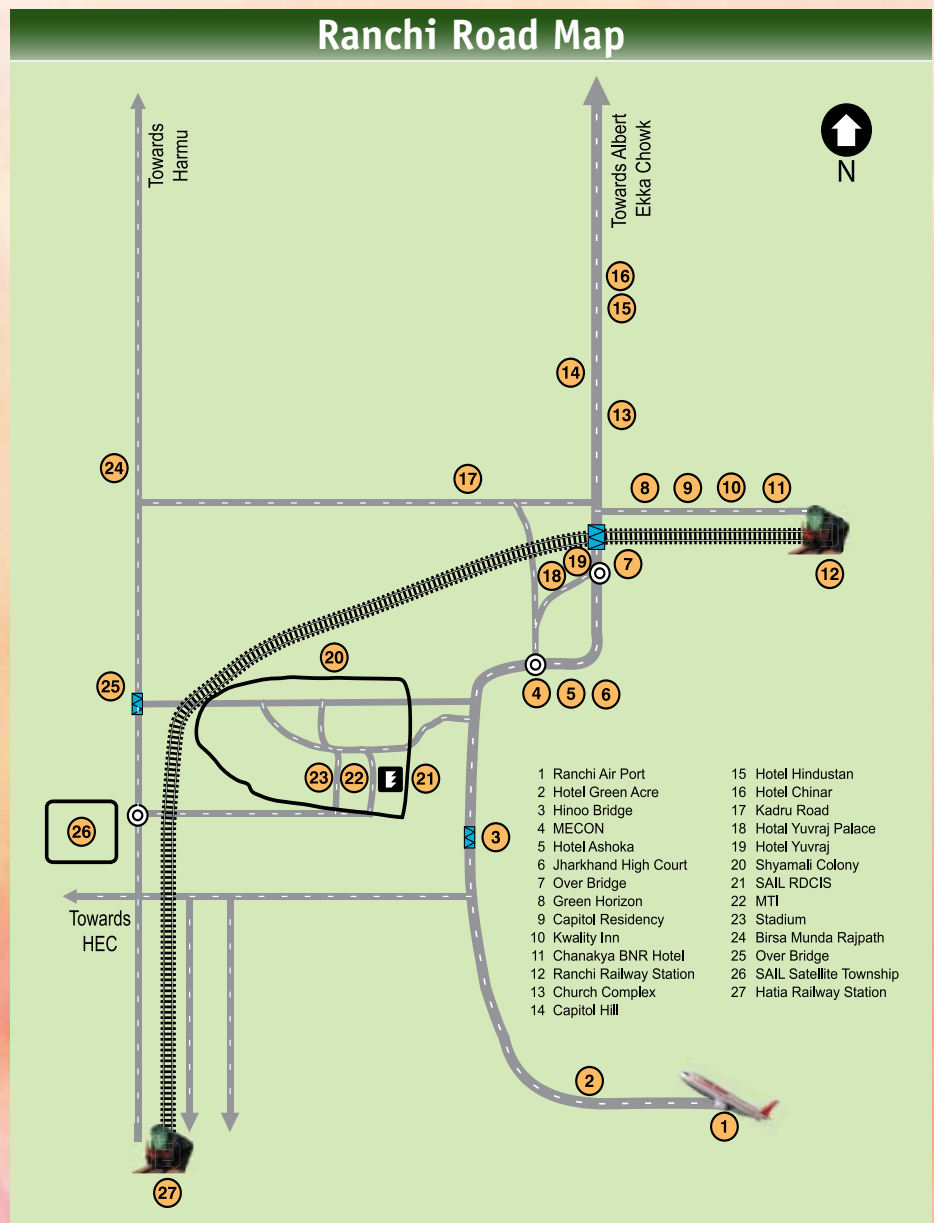 Ranchi Road Map
Towards
Harmu
Towards Albert
Ekka Chowk
N
16
15
14
13
24
17
8
9
10
11
19
18
7
12
20
25
4
5
6
23
22
21
26
3
Towards
HEC
1 Ranchi Air Port
2 Hotel Green Acre
3 Hinoo Bridge
4 MECON
5 Hotel Ashoka
6 Jharkhand High Court
7 Over Bridge
8 Green Horizon
9 Capitol Residency
10 Kwality Inn
11 Chanakya BNR Hotel
12 Ranchi Railway Station
13 Church Complex
14 Capitol Hill
15 Hotel Hindustan
16 Hotel Chinar
17 Kadru Road
18 Hotal Yuvraj Palace
19 Hotel Yuvraj
20 Shyamali Colony
21 SAIL RDCIS
22 MTI
23 Stadium
24 Birsa Munda Rajpath
25 Over Bridge
26 SAIL Satellite Township
27 Hatia Railway Station
2
1
27